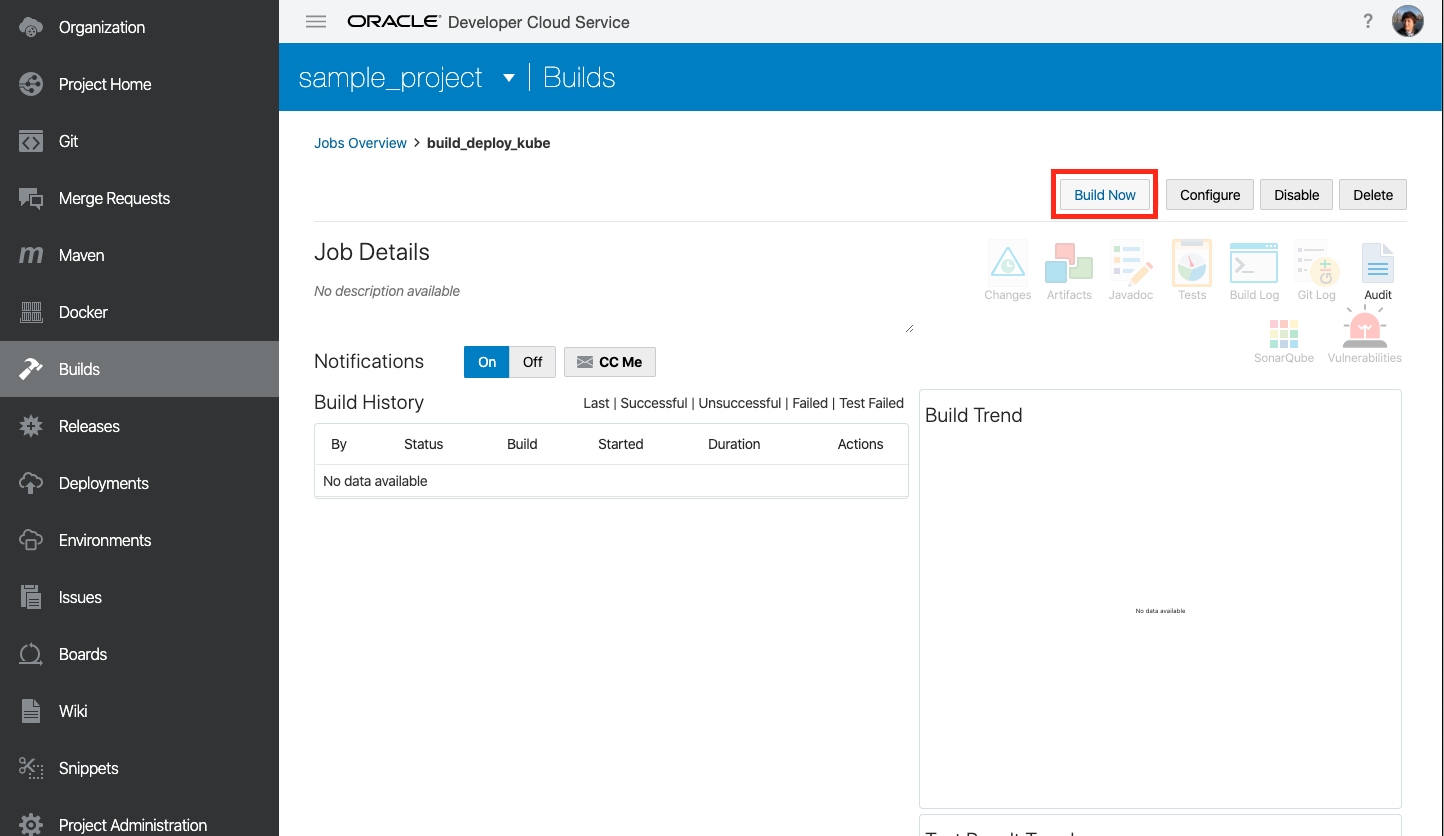 Organization
Project Home
Git
Merge Requests
Maven
Docker
Builds
Releases
Deployments
Environments
Issues
Boards
Wiki
Snippets
Project Administration
ORACLE® Developer Cloud Service ?
sample_project Builds
Jobs Overview > build_deploy_kube
Build Now Configure Disable Delete
Job Details
No description available
Changes Artifacts Javadoc Tests Build Log Git Log Audit
SonarQube Vulnerabilities
Notifications On Off CC Me
Build History Last | Successful | Unsuccessful | Failed | Test Failed
By Status Build Started Duration Actions
No data available
Build Trend
No data available